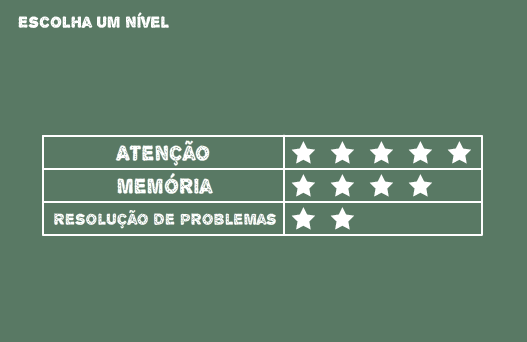 ESCOLHA UM NÍVEL
ATENÇÃO
MEMÓRIA
RESOLUÇÃO DE PROBLEMAS